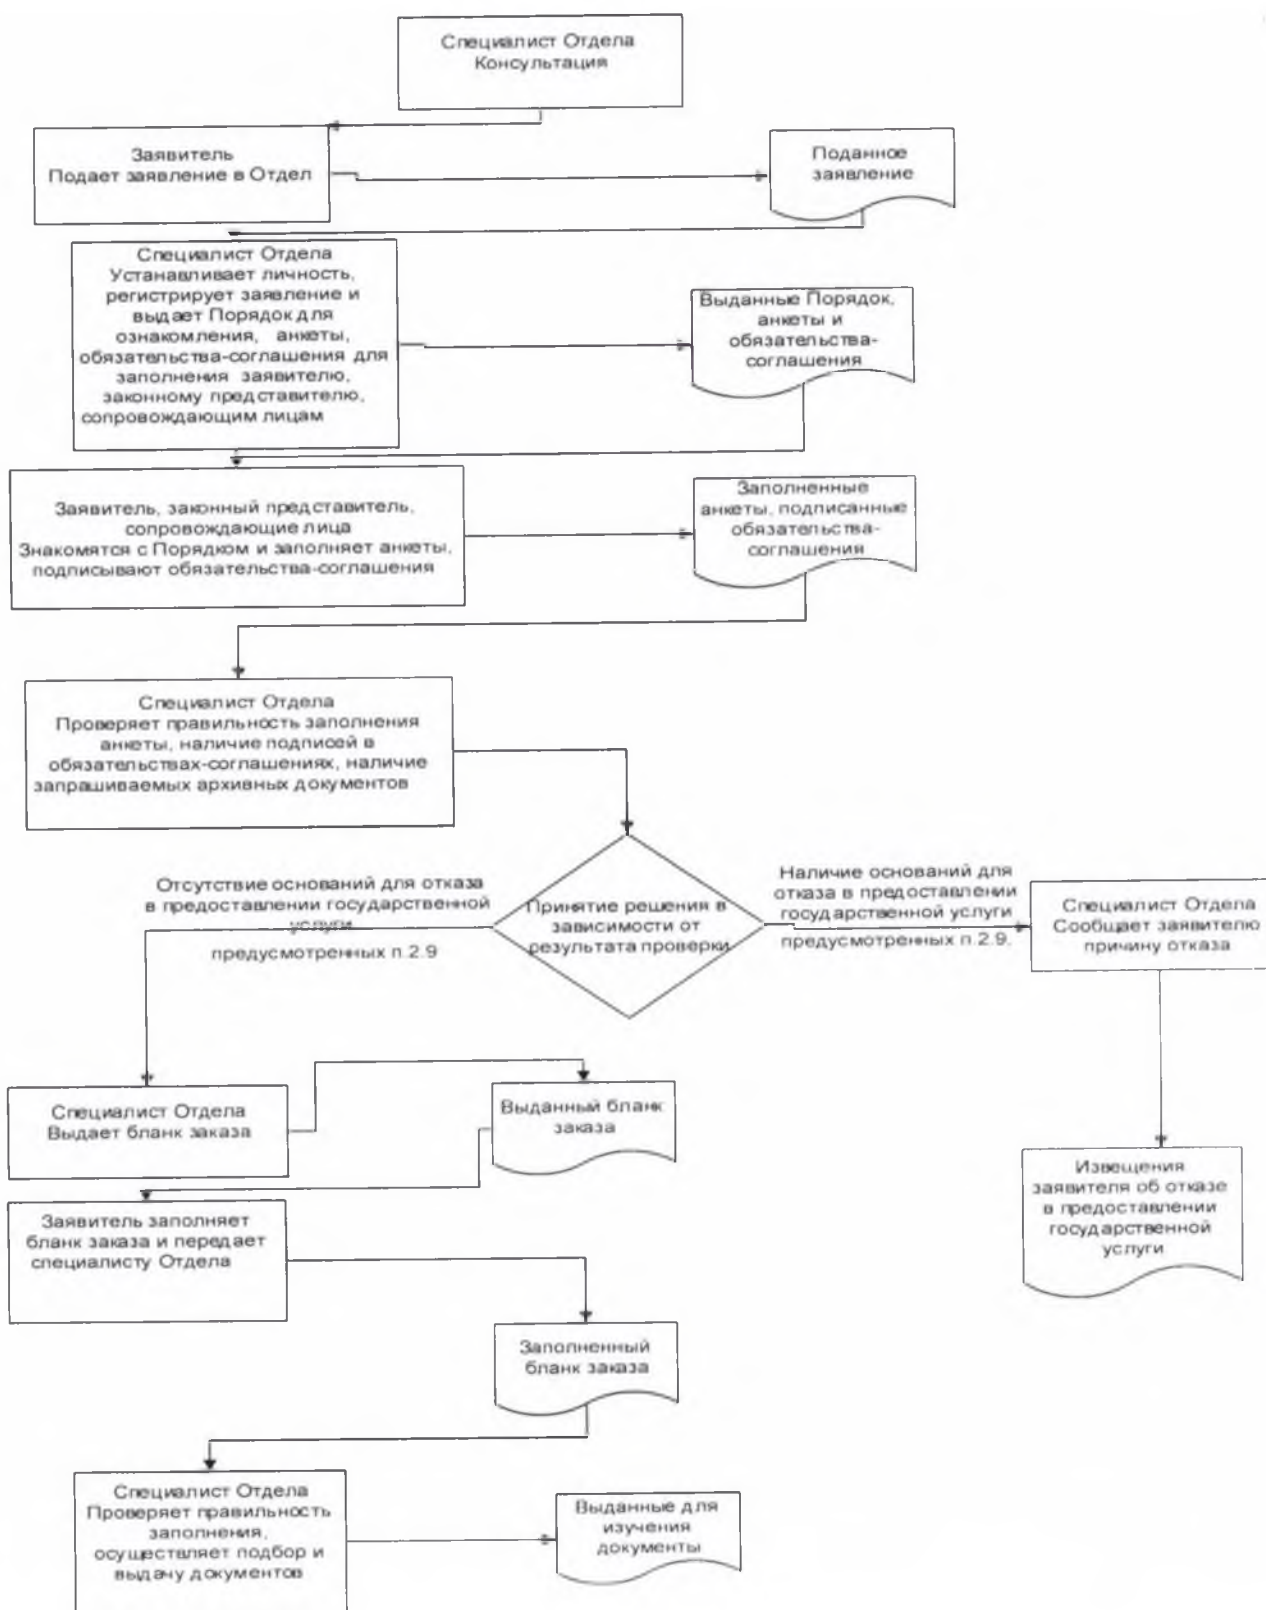 Специалист Отдела
Консультация
Заявитель
Подает заявление в Отдел
Поданное
заявление
Специалист Отдела
Устанавливает личность,
регистрирует заявление и
выдает Порядок для
ознакомления, анкеты,
обязательства-соглашения для
заполнения заявителю,
законному представителю,
сопровождающим лицам
Выданные Порядок,
анкеты и
обязательства-
соглашения
Заявитель, законный представитель,
сопровождающие лица
Знакомятся с Порядком и заполняет анкеты,
подписывают обязательства-соглашения
Заполненные
анкеты, подписанные
обязательства-
соглашения
Специалист Отдела
Проверяет правильность заполнения
анкеты, наличие подписей в
обязательствах-соглашениях, наличие
запрашиваемых архивных документов
Отсутствие оснований для отказа
в предоставлении государственной
услуги,
предусмотренных п.2.9
Принятие решения в
зависимости от
результата проверки
Наличие оснований для
отказа в предоставлении
государственной услуги
предусмотренных п.2.9.
Специалист Отдела
Сообщает заявителю
причину отказа
Специалист Отдела
Выдает бланк заказа
Выданный бланк
заказа
Извещения
заявителя об отказе
в предоставлении
государственной
услуги
Заявитель заполняет
бланк заказа и передает
специалисту Отдела
Заполненный
бланк заказа
Специалист Отдела
Проверяет правильность
заполнения,
осуществляет подбор и
выдачу документов
Выданные для
изучения
документы